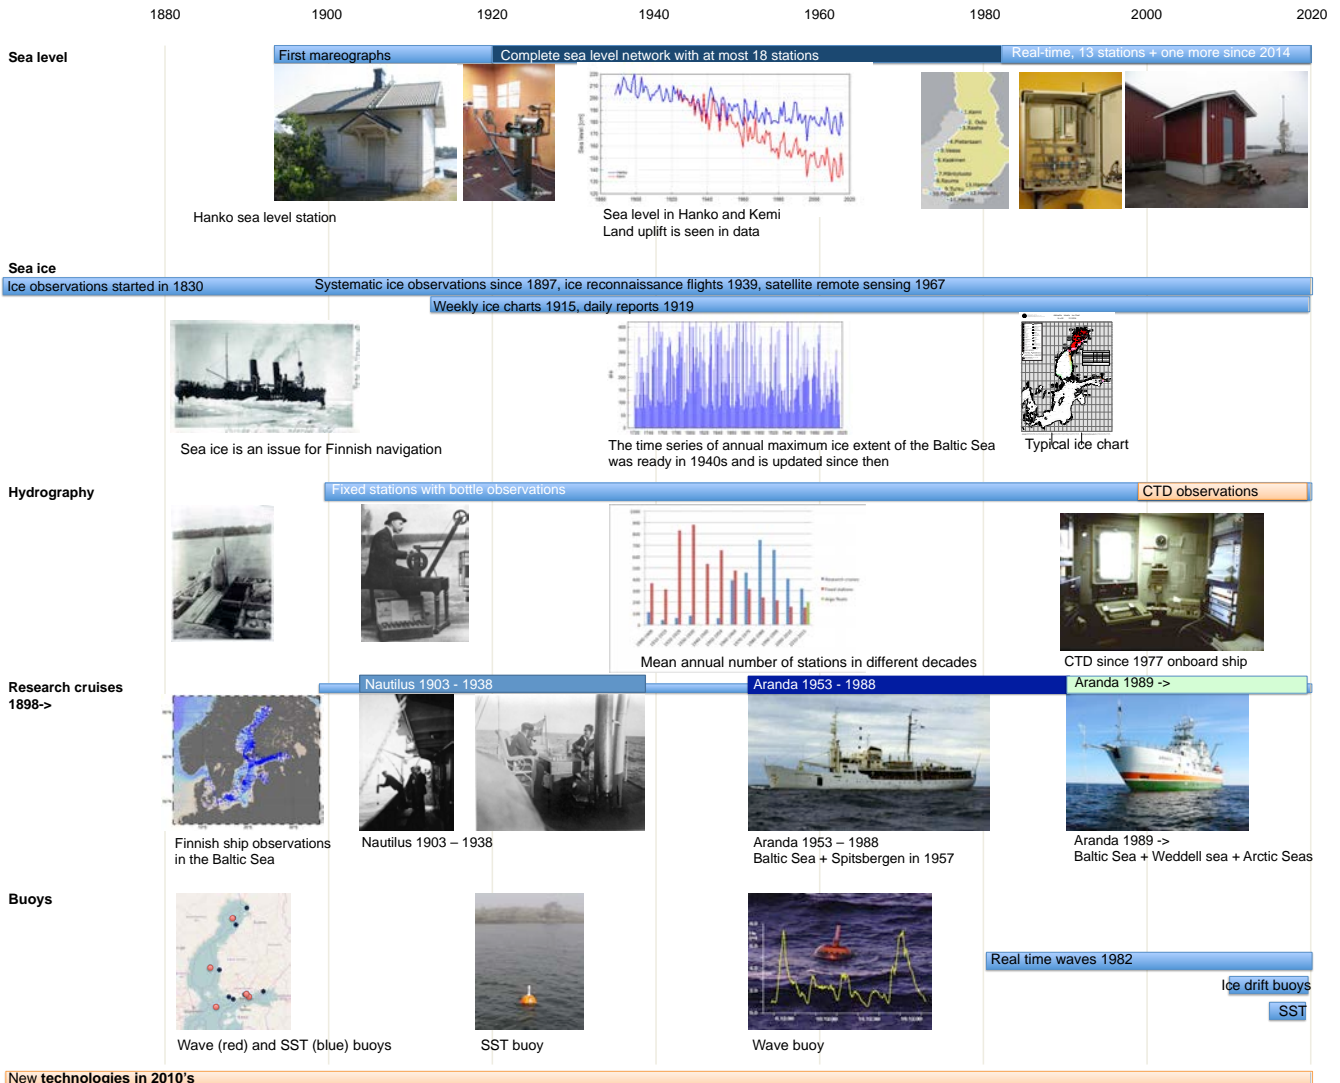 1880 1900 1920 1940 1960 1980 2000 2020
Sea level
First mareographs
Complete sea level network with at most 18 stations
Real-time, 13 stations + one more since 2014
Hanko sea level station
Sea level in Hanko and Kemi
Land uplift is seen in data
Sea ice
Ice observations started in 1830
Systematic ice observations since 1897, ice reconnaissance flights 1939, satellite remote sensing 1967
Weekly ice charts 1915, daily reports 1919
Sea ice is an issue for Finnish navigation
The time series of annual maximum ice extent of the Baltic Sea
was ready in 1940s and is updated since then
Typical ice chart
Hydrography
Fixed stations with bottle observations
CTD observations
Research cruises
Fixed stations
Argo floats
Mean annual number of stations in different decades
CTD since 1977 onboard ship
Research cruises
1898->
Nautilus 1903 - 1938
Aranda 1953 - 1988
Aranda 1989 ->
Finnish ship observations
in the Baltic Sea
Nautilus 1903 – 1938
Aranda 1953 – 1988
Baltic Sea + Spitsbergen in 1957
Aranda 1989 ->
Baltic Sea + Weddell sea + Arctic Seas
Buoys
Real time waves 1982
Ice drift buoys
SST
Wave (red) and SST (blue) buoys
SST buoy
Wave buoy
New technologies in 2010's